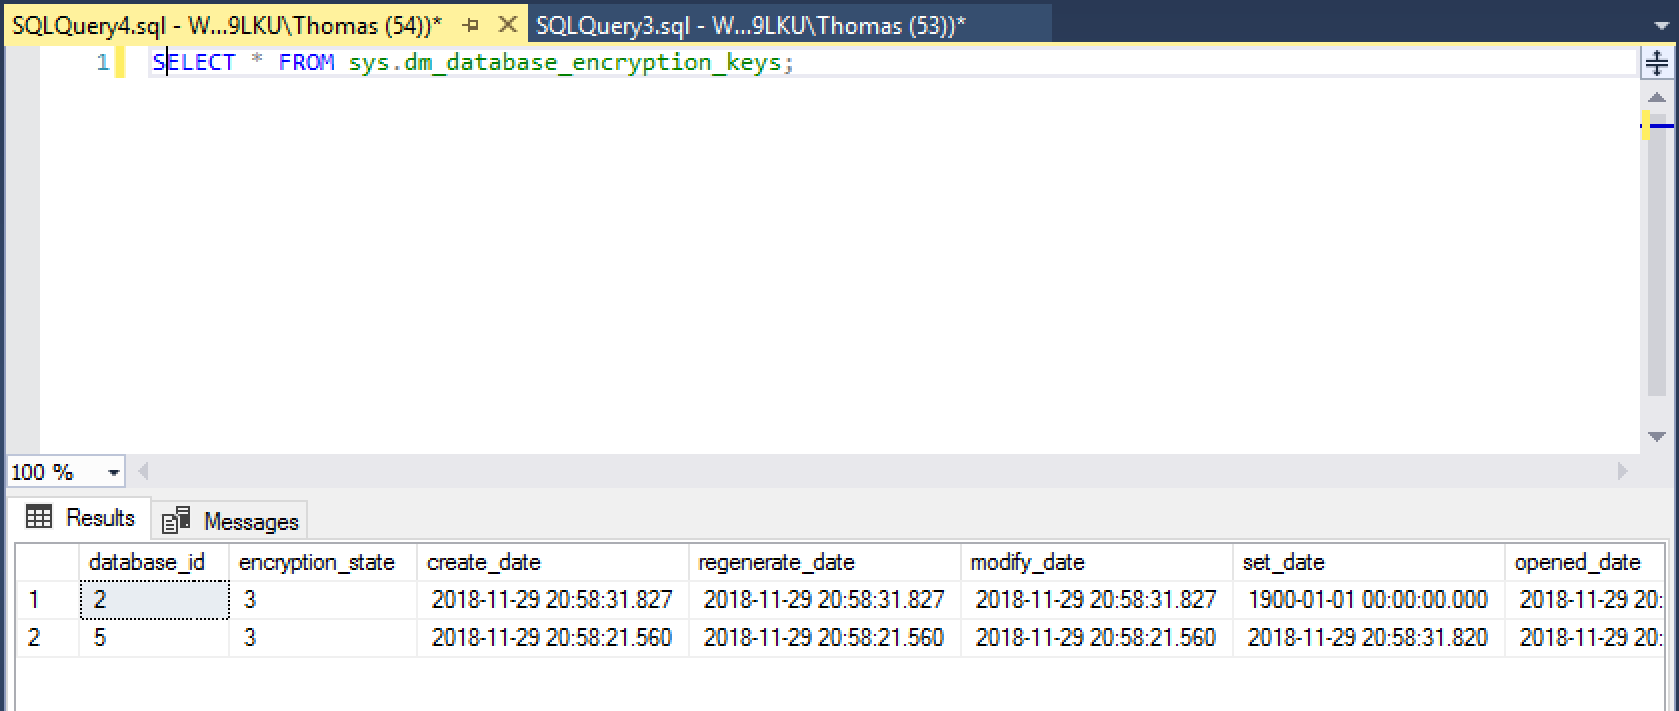 SQLQuery4.sql - W...9LKU\Thomas (54))* SQLQuery3.sql - W...9LKU\Thomas (53))*
1 SELECT * FROM sys.dm_database_encryption_keys;
100 %
Results Messages
database_id encryption_state create_date regenerate_date modify_date set_date opened_date
1 2 3 2018-11-29 20:58:31.827 2018-11-29 20:58:31.827 2018-11-29 20:58:31.827 1900-01-01 00:00:00.000 2018-11-29 20:
2 5 3 2018-11-29 20:58:21.560 2018-11-29 20:58:21.560 2018-11-29 20:58:21.560 2018-11-29 20:58:31.820 2018-11-29 20: